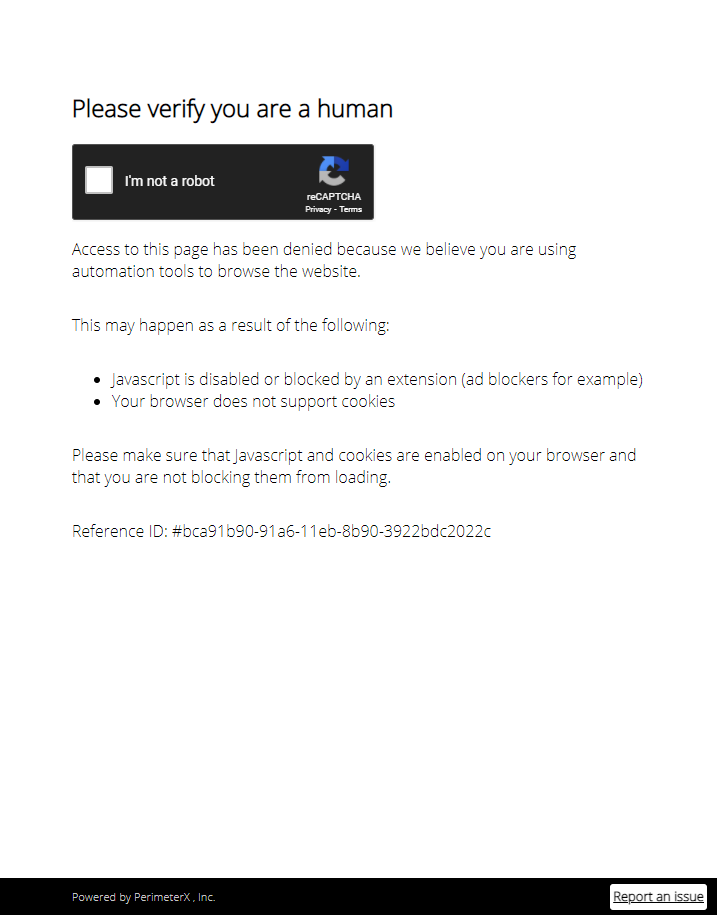 Please verify you are a human
I'm not a robot
reCAPTCHA
Privacy - Terms
Access to this page has been denied because we believe you are using
automation tools to browse the website.
This may happen as a result of the following:
• Javascript is disabled or blocked by an extension (ad blockers for example)
• Your browser does not support cookies
Please make sure that Javascript and cookies are enabled on your browser and
that you are not blocking them from loading.
Reference ID: #bca91b90-91a6-11eb-8b90-3922bdc2022c
Powered by PerimeterX , Inc.
Report an issue